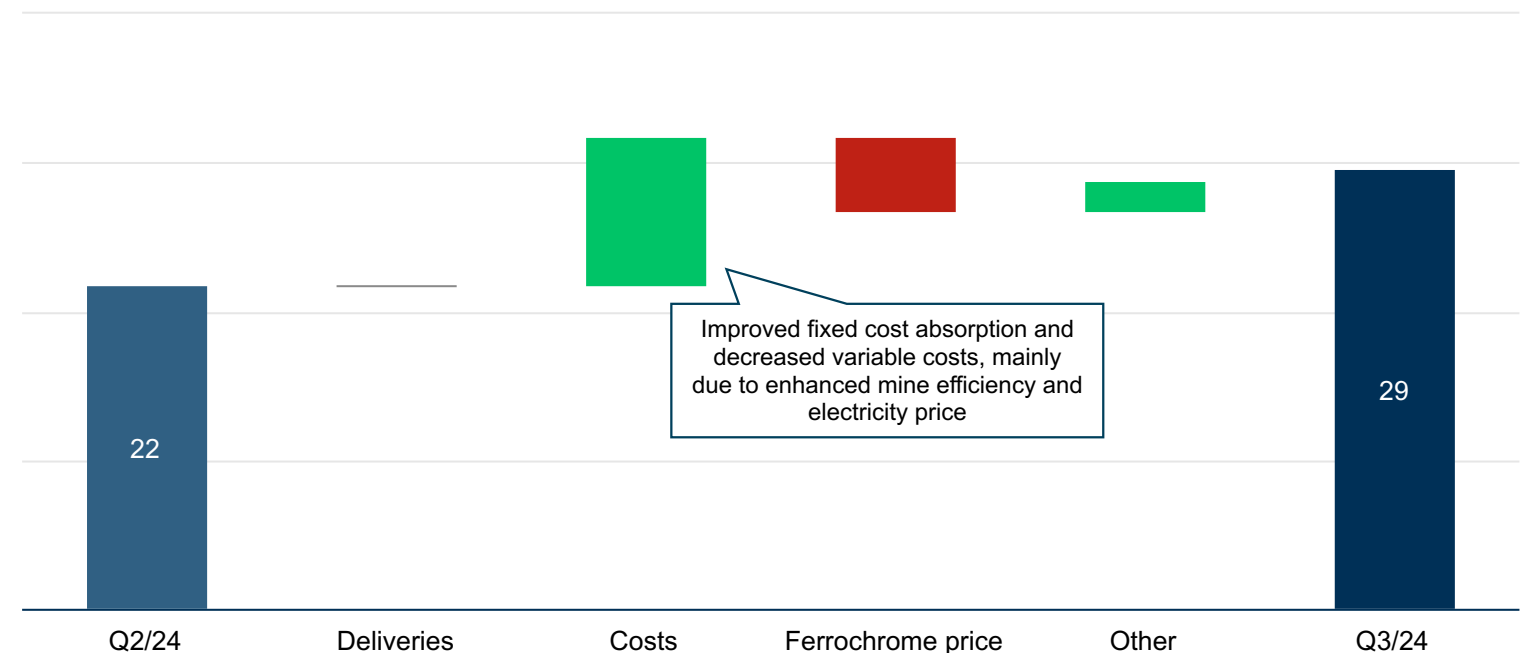 Improved fixed cost absorption and
decreased variable costs, mainly
due to enhanced mine efficiency and
electricity price
22
29
Q2/24
Deliveries
Costs
Ferrochrome price
Other
Q3/24